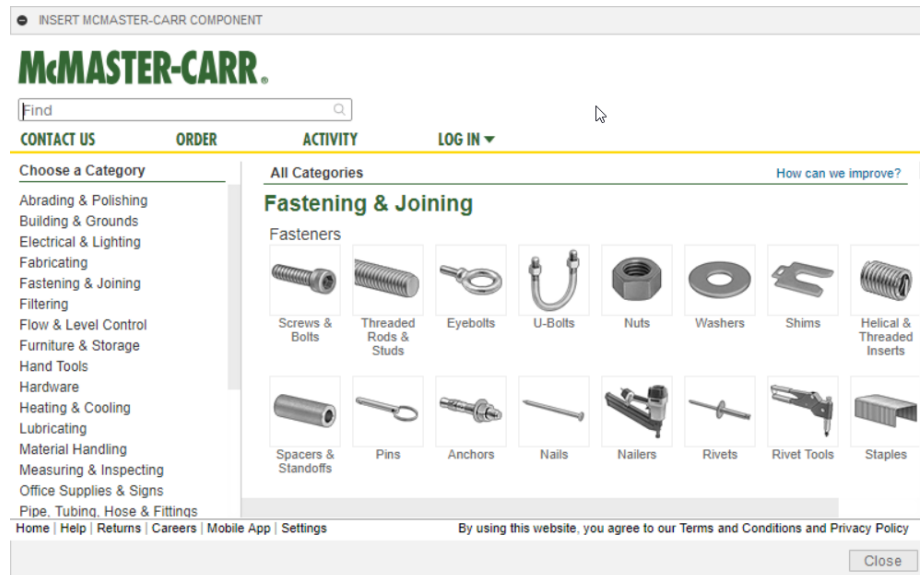 INSERT MCMASTER-CARR COMPONENT
McMASTER-CARR.
Find
CONTACT US ORDER ACTIVITY LOG IN
Choose a Category
Abrading & Polishing
Building & Grounds
Electrical & Lighting
Fabricating
Fastening & Joining
Filtering
Flow & Level Control
Furniture & Storage
Hand Tools
Hardware
Heating & Cooling
Lubricating
Material Handling
Measuring & Inspecting
Office Supplies & Signs
Pipe, Tubing, Hose & Fittings
All Categories How can we improve?
Fastening & Joining
Fasteners
Screws &
Bolts
Threaded
Rods &
Studs
Eyebolts
U-Bolts
Nuts
Washers
Shims
Helical &
Threaded
Inserts
Spacers &
Standoffs
Pins
Anchors
Nails
Nailers
Rivets
Rivet Tools
Staples
Home | Help | Returns | Careers | Mobile App | Settings By using this website, you agree to our Terms and Conditions and Privacy Policy
Close